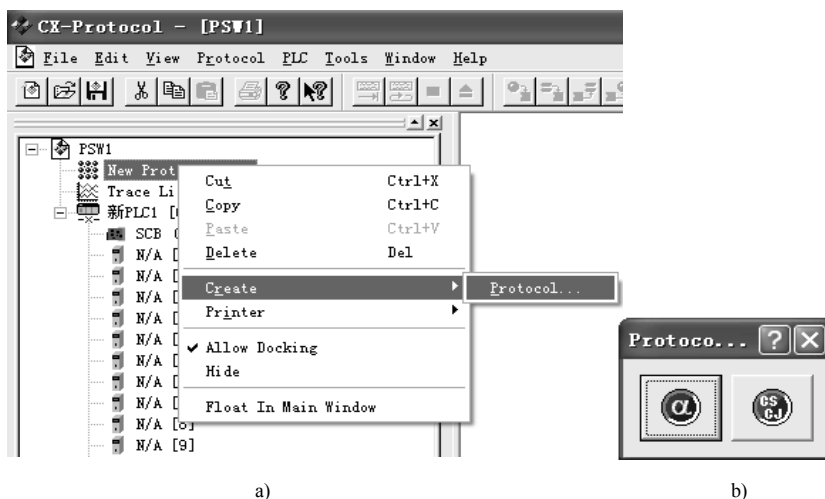 CX-Protocol - [PSW1]
File Edit View Protocol PLC Tools Window Help
PSW1
New Prot
Trace Li
新PLC1 [
SCB
N/A [
N/A [
N/A [
N/A [
N/A [
N/A [
N/A [
N/A [
N/A [
N/A [9]
Cut Ctrl+X
Copy Ctrl+C
Paste Ctrl+V
Delete Del
Create
Printer
Allow Docking
Hide
Float In Main Window
Protocol...
Protoco...
α
CS CJ
a)
b)